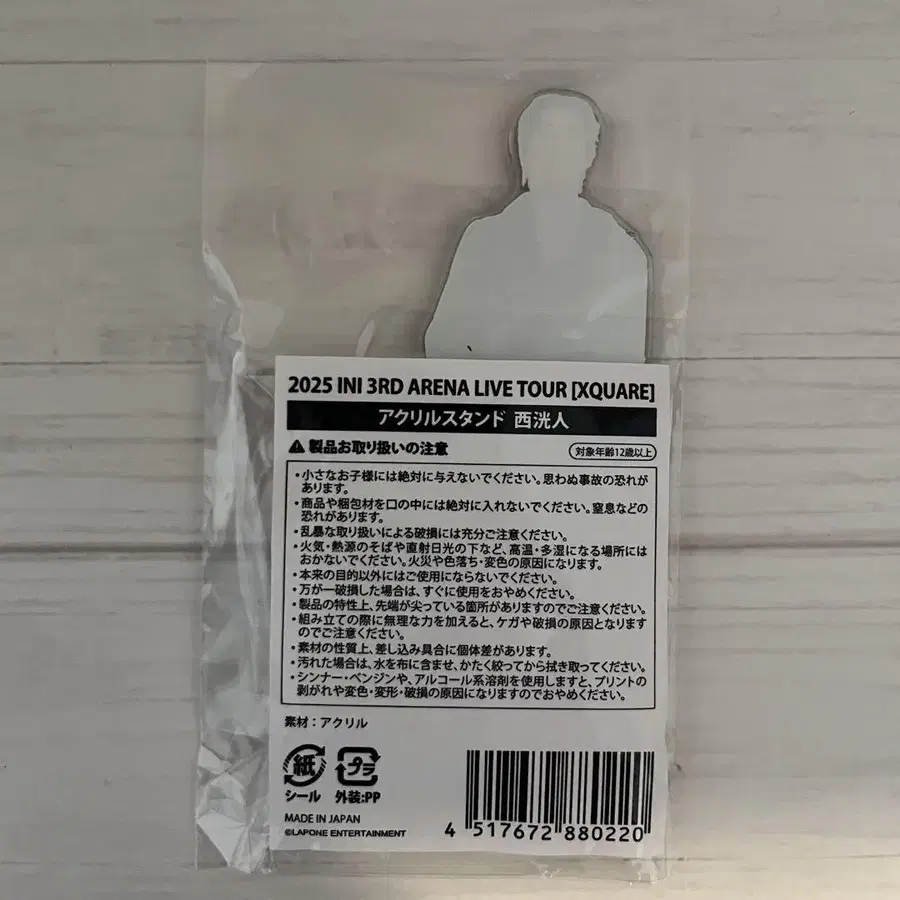 2025 INI 3RD ARENA LIVE TOUR [XQUARE]
アクリルスタンド 西洸人
製品お取り扱いの注意
対象年齢12歳以上
・小さなお子様には絶対に与えないでください。思わぬ事故の恐れが
あります。
・商品や梱包材を口の中には絶対に入れないでください。窒息などの
恐れがあります。
・乱暴な取り扱いによる破損には充分ご注意ください。
・火気・熱源のそばや直射日光の下など、高温・多湿になる場所には
おかないでください。火災や色落ち・変色の原因になります。
・本来の目的以外にはご使用にならないでください。
・万が一破損した場合は、すぐに使用をおやめください。
・製品の特性上、先端が尖っている箇所がありますのでご注意ください。
・組み立ての際に無理な力を加えると、ケガや破損の原因となります
のでご注意ください。
・素材の性質上、差し込み具合に個体差があります。
・汚れた場合は、水を布に含ませ、かたく絞ってから拭き取ってください。
・シンナー・ベンジンや、アルコール系溶剤を使用しますと、プリントの
剥がれや変色・変形・破損の原因になりますのでおやめください。
素材：アクリル
紙 プラ
シール 外装:PP
MADE IN JAPAN
©LAPONE ENTERTAINMENT
4 517672 880220